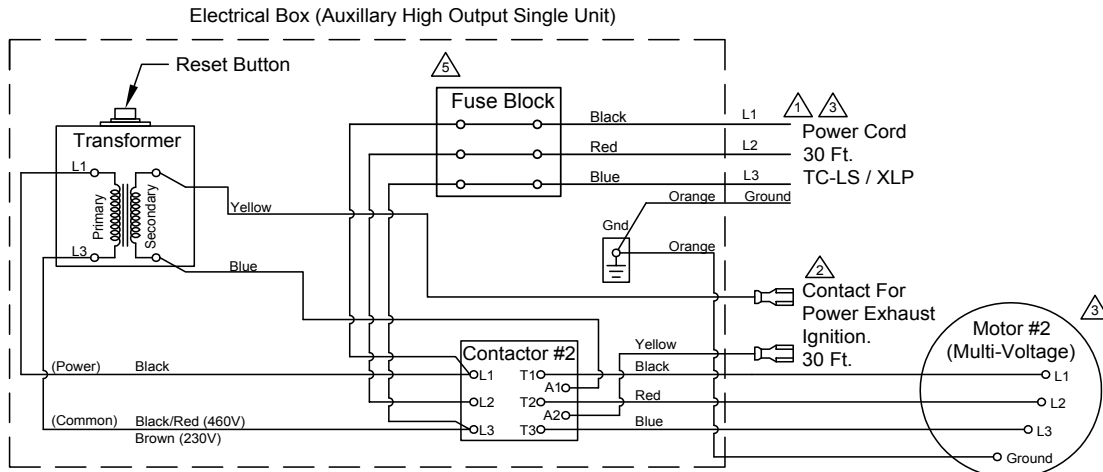 Electrical Box (Auxillary High Output Single Unit)
Reset Button
5
Fuse Block
Transformer
L1
Primary
Secondary
L3
Yellow
Blue
Black
L1
Red
L2
Blue
L3
Orange
Ground
1
3
Power Cord
30 Ft.
TC-LS / XLP
Gnd
Orange
2
Contact For
Power Exhaust
Ignition.
30 Ft.
Contactor #2
L1
T1
A1
L2
T2
A2
L3
T3
Yellow
Black
Red
Blue
(Power) Black
(Common) Black/Red (460V)
Brown (230V)
3
Motor #2
(Multi-Voltage)
L1
L2
L3
Ground